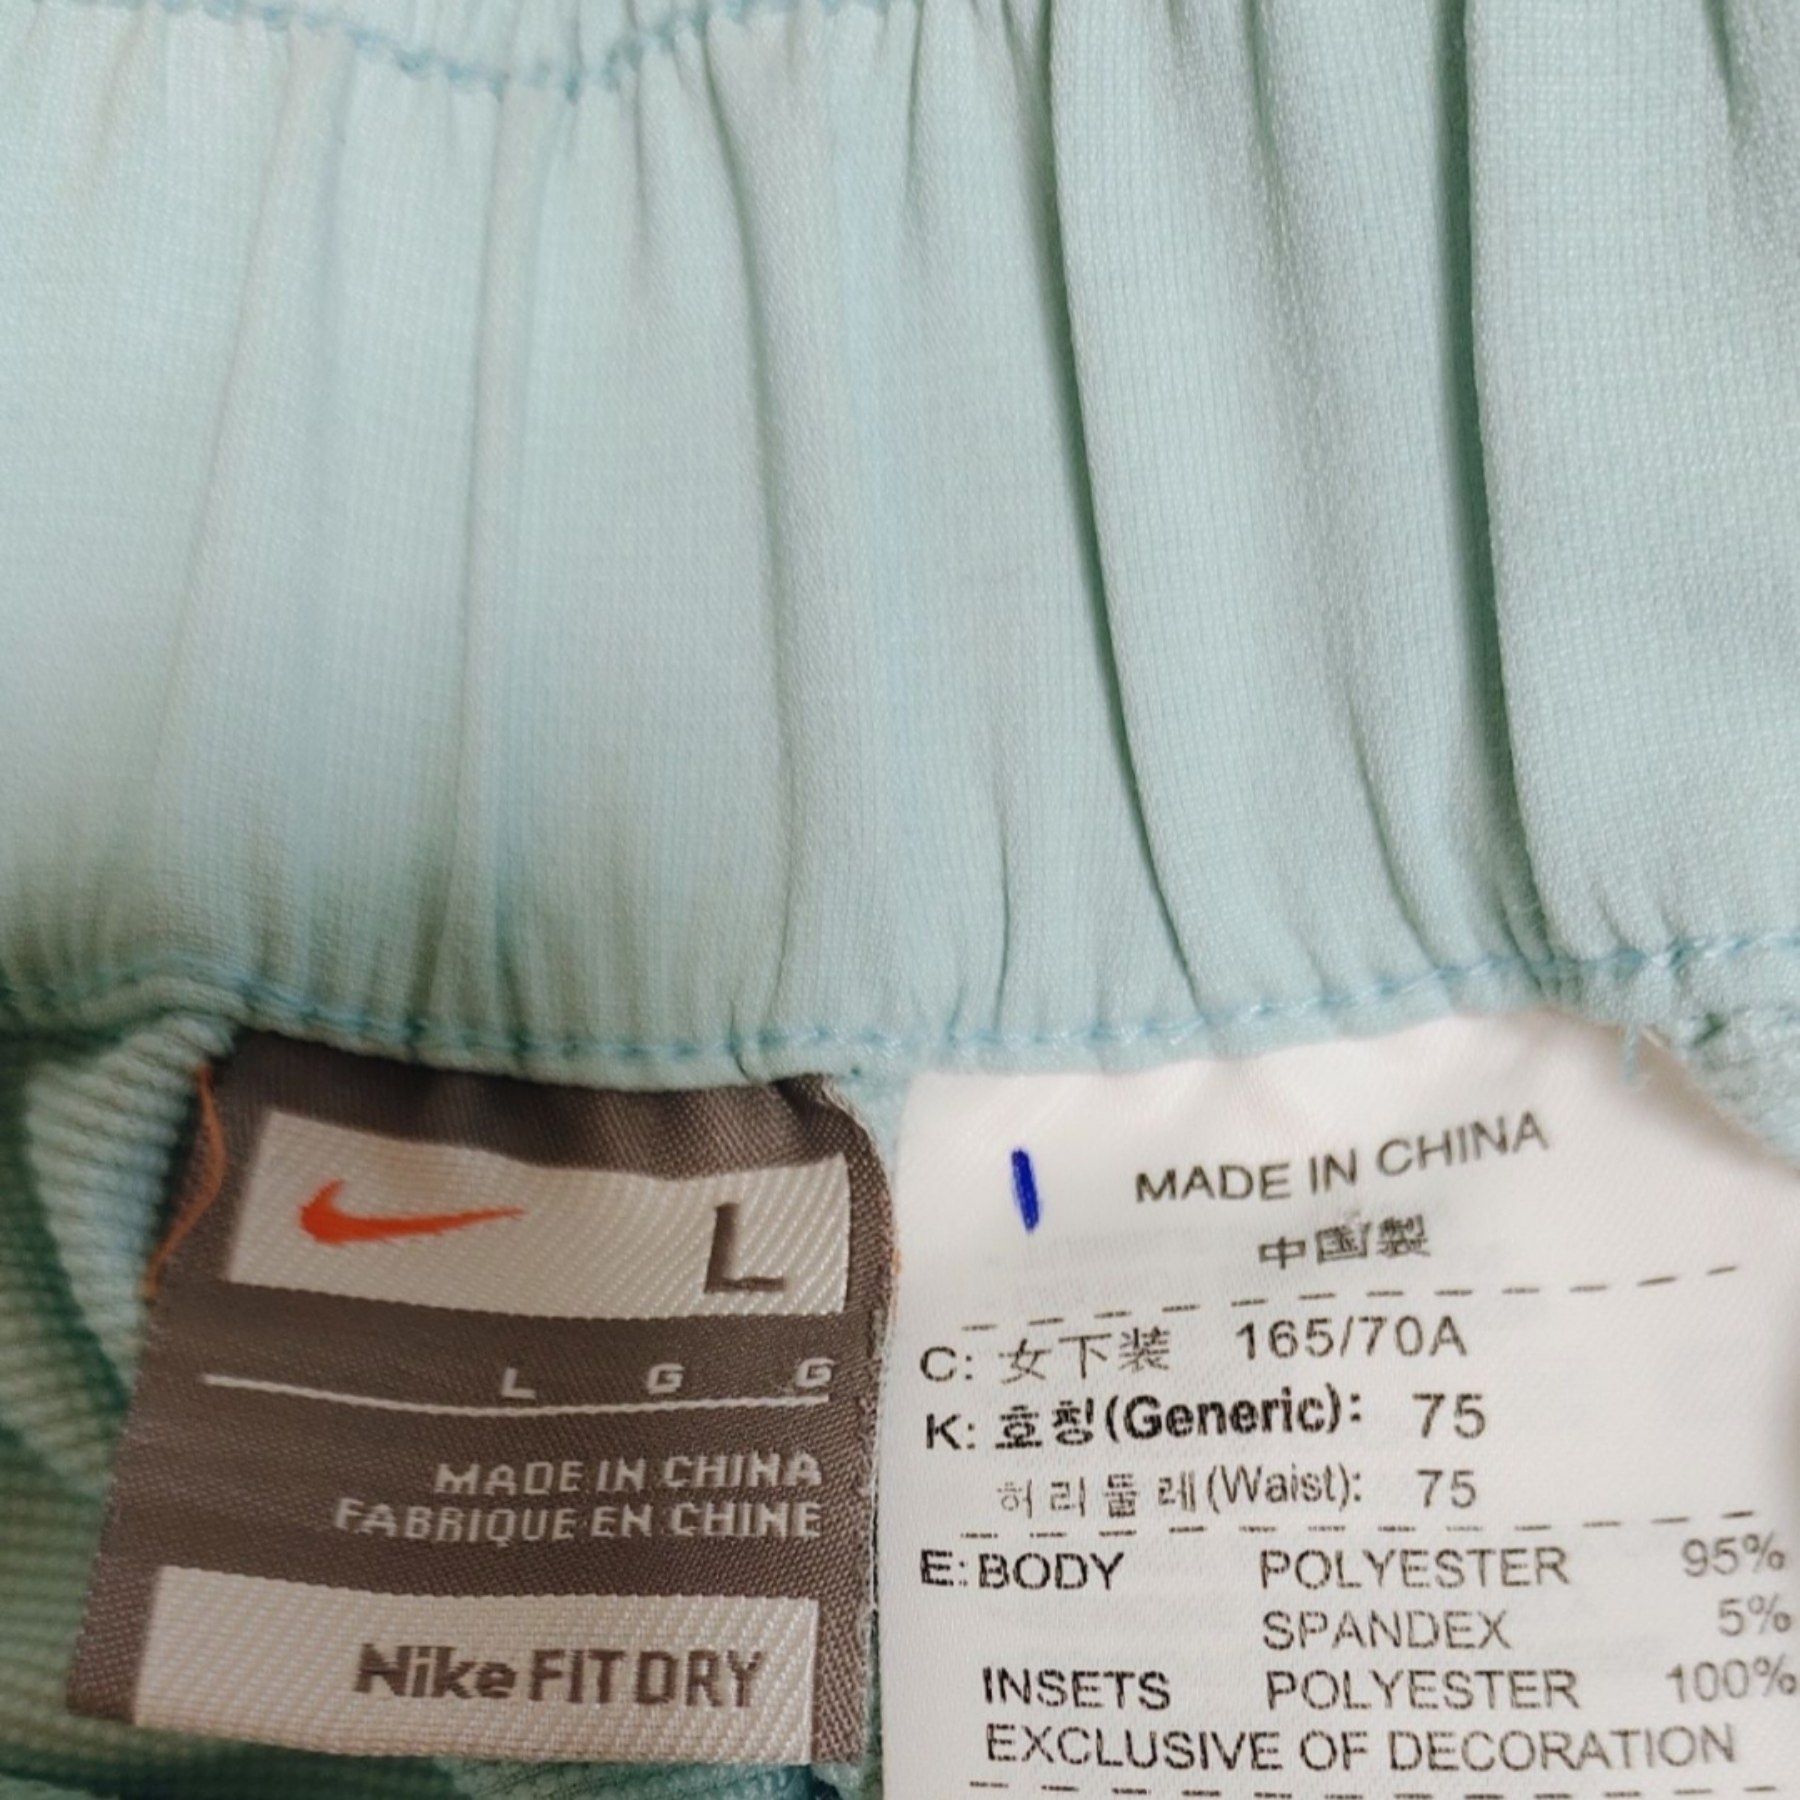 L
L G G
MADE IN CHINA
FABRIQUE EN CHINE
Nike FIT DRY
MADE IN CHINA
中国製
C: 女下装 165/70A
K: 호칭(Generic): 75
허리둘레(Waist): 75
E: BODY POLYESTER 95%
SPANDEX 5%
INSETS POLYESTER 100%
EXCLUSIVE OF DECORATION